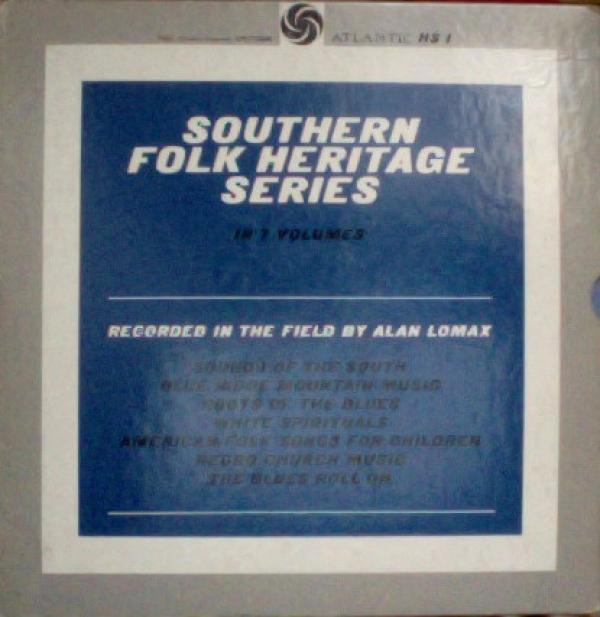 ATLANTIC HS 1
SOUTHERN
FOLK HERITAGE
SERIES
IN 7 VOLUMES
RECORDED IN THE FIELD BY ALAN LOMAX
SOUNDS OF THE SOUTH
BLUE RIDGE MOUNTAIN MUSIC
ROOTS OF THE BLUES
WHITE SPIRITUALS
AMERICAN FOLK SONGS FOR CHILDREN
NEGRO CHURCH MUSIC
THE BLUES ROLL ON